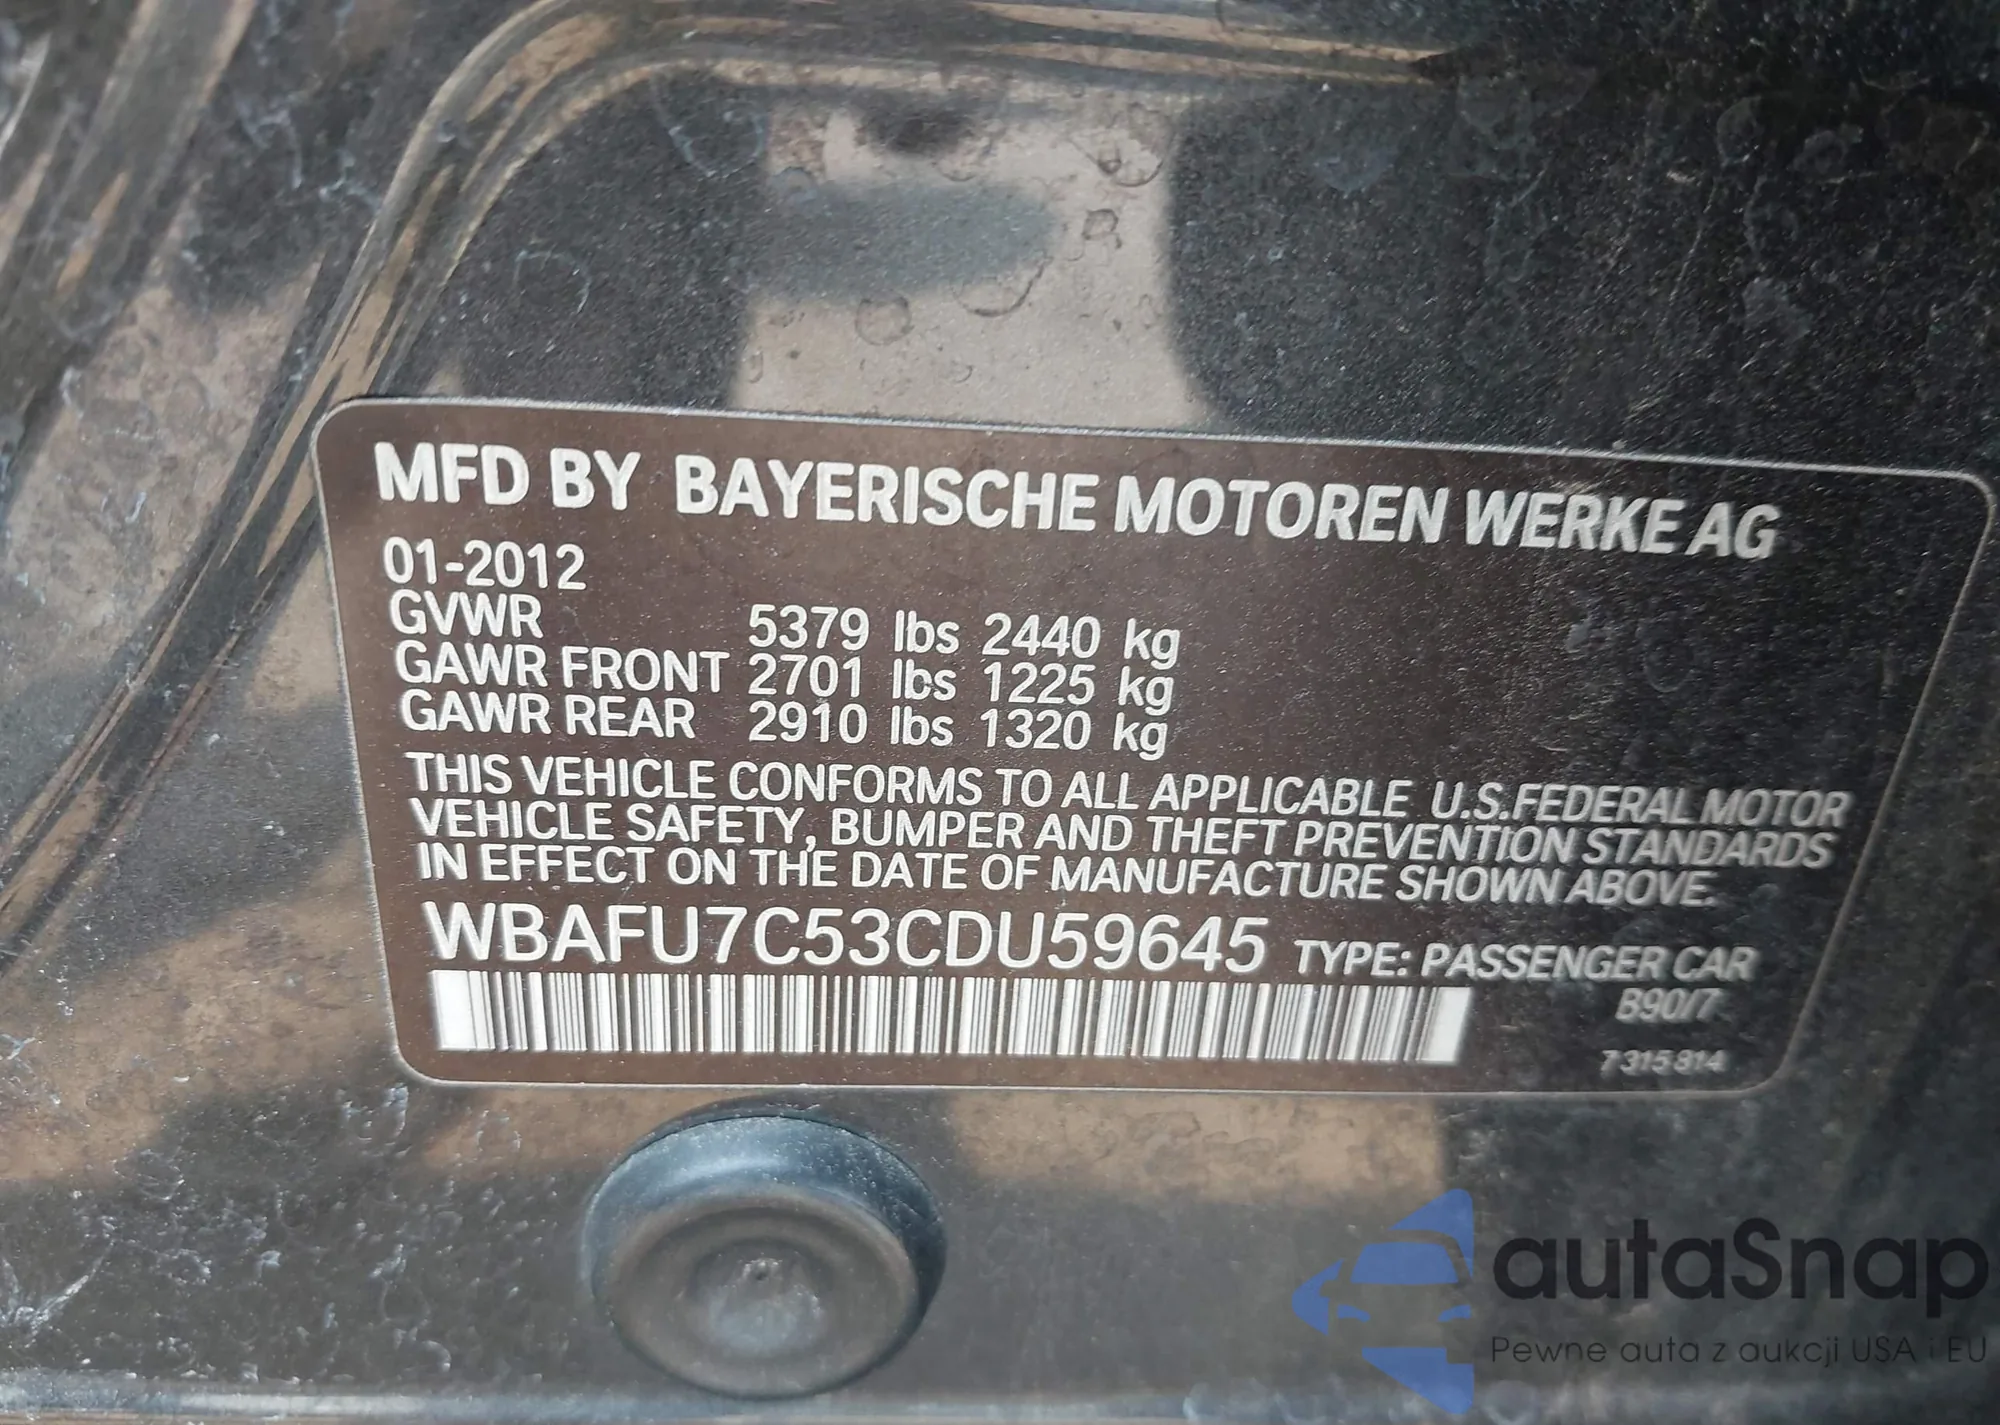 MFD BY BAYERISCHE MOTOREN WERKE AG
01-2012
GVWR 5379 lbs 2440 kg
GAWR FRONT 2701 lbs 1225 kg
GAWR REAR 2910 lbs 1320 kg
THIS VEHICLE CONFORMS TO ALL APPLICABLE U.S.FEDERAL MOTOR
VEHICLE SAFETY, BUMPER AND THEFT PREVENTION STANDARDS
IN EFFECT ON THE DATE OF MANUFACTURE SHOWN ABOVE.
WBAFU7C53CDU59645 TYPE: PASSENGER CAR
B90/7
7 315 814
autaSnap
Pewne auta z aukcji USA i EU